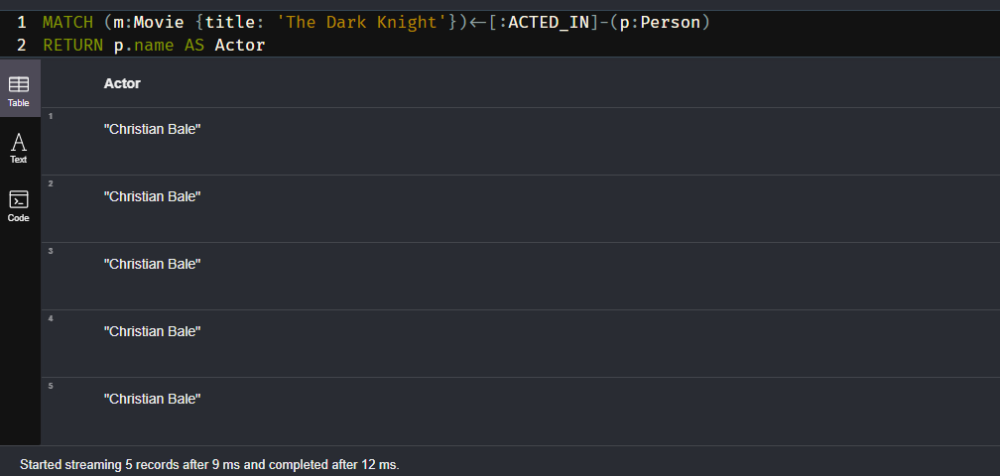 1 MATCH (m:Movie {title: 'The Dark Knight'})<-[:ACTED_IN]-(p:Person)
2 RETURN p.name AS Actor
Table
Actor
1
"Christian Bale"
Text
2
"Christian Bale"
Code
3
"Christian Bale"
4
"Christian Bale"
5
"Christian Bale"
Started streaming 5 records after 9 ms and completed after 12 ms.